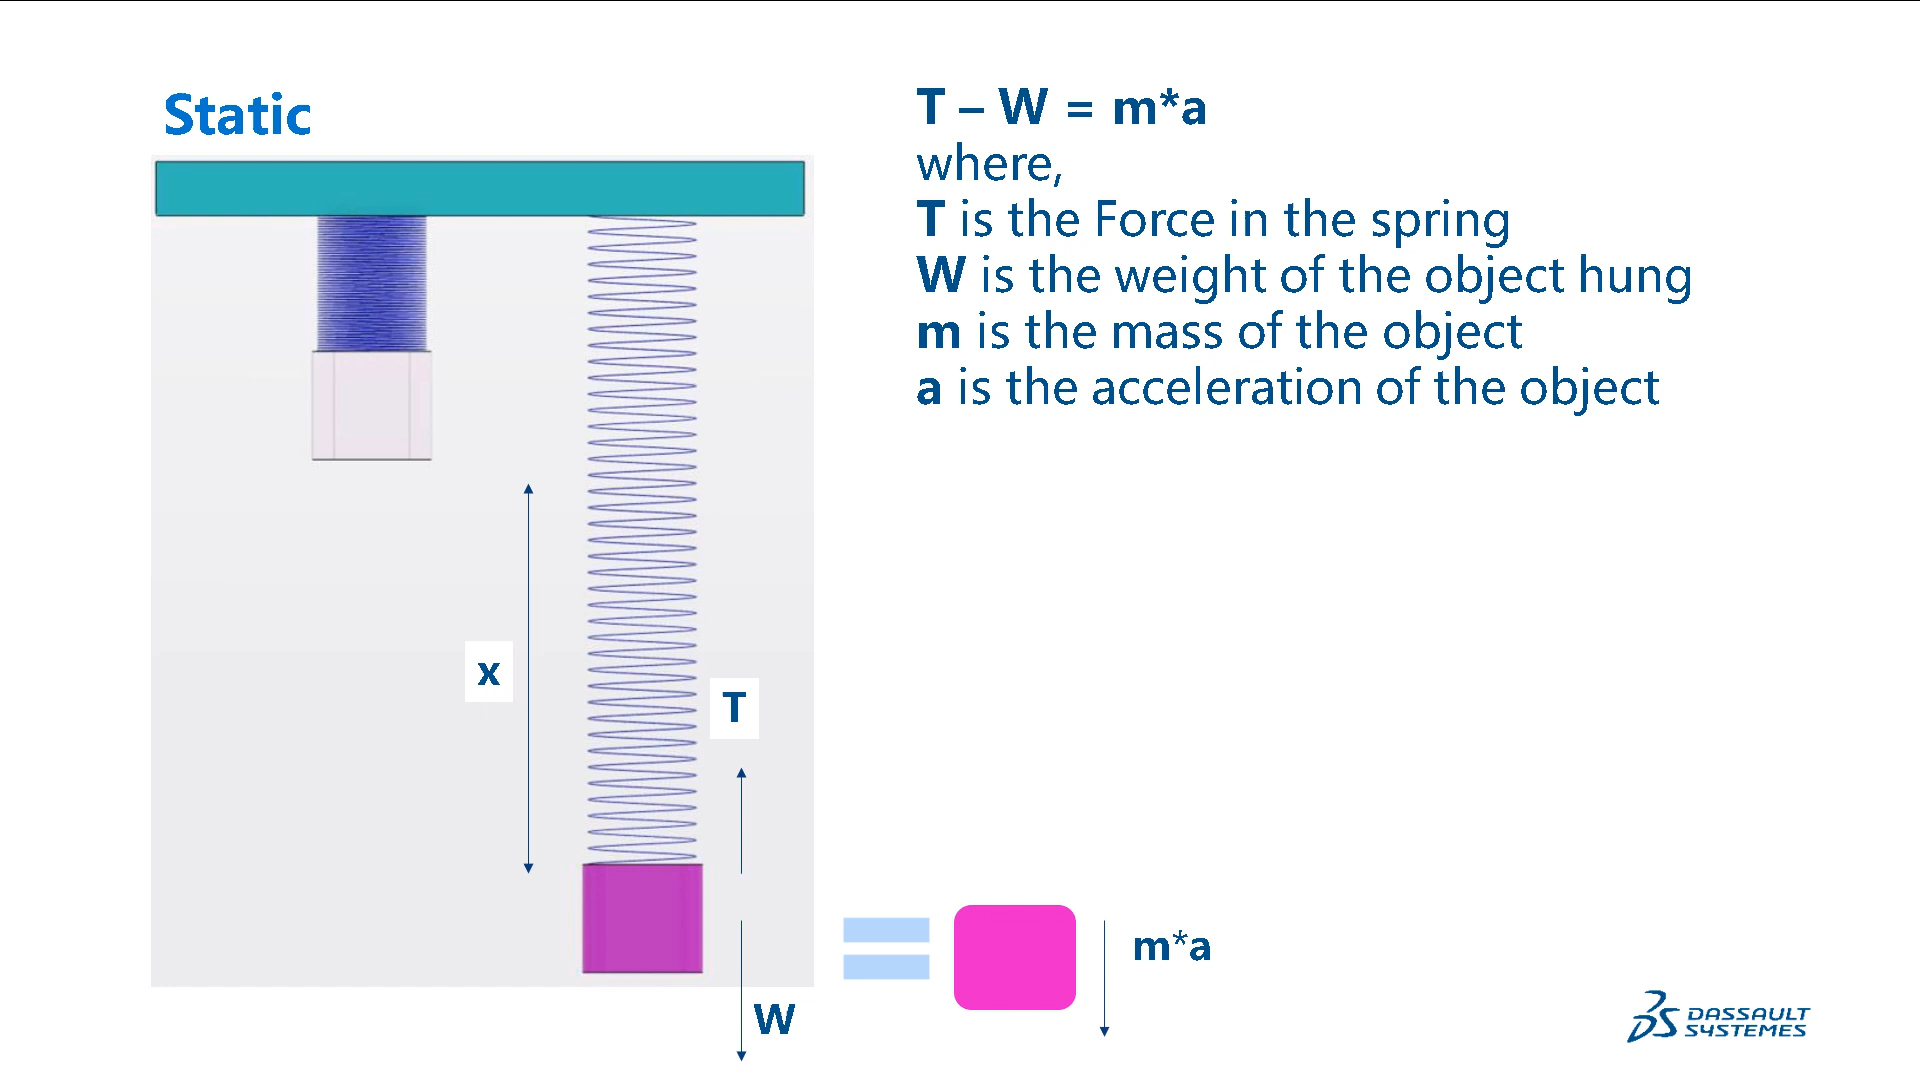 Static
T – W = m*a
where,
T is the Force in the spring
W is the weight of the object hung
m is the mass of the object
a is the acceleration of the object
x
T
W
m*a
DASSAULT
SYSTEMES